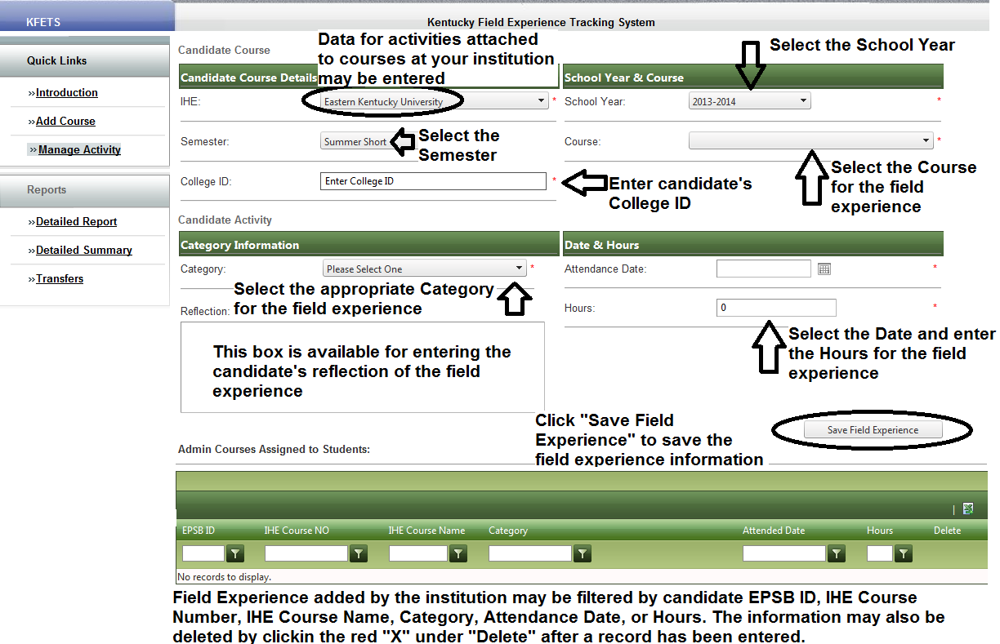 KFETS
Kentucky Field Experience Tracking System
Quick Links
»Introduction
»Add Course
»Manage Activity
Reports
»Detailed Report
»Detailed Summary
»Transfers
Candidate Course
Data for activities attached
to courses at your institution
may be entered
Select the School Year
Candidate Course Details
School Year & Course
IHE:
Eastern Kentucky University
*
School Year:
2013-2014
*
Semester:
Summer Short
Select the
Semester
Course:
*
Select the Course
for the field
experience
College ID:
Enter College ID
*
Enter candidate's
College ID
Candidate Activity
Category Information
Date & Hours
Category:
Please Select One
*
Attendance Date:
*
Select the appropriate Category
for the field experience
Hours:
0
*
Reflection:
Select the Date and enter
the Hours for the field
experience
This box is available for entering the
candidate's reflection of the field
experience
Click "Save Field
Experience" to save the
field experience information
Save Field Experience
Admin Courses Assigned to Students:
|
EPSB ID IHE Course NO IHE Course Name Category Attended Date Hours Delete
No records to display.
Field Experience added by the institution may be filtered by candidate EPSB ID, IHE Course
Number, IHE Course Name, Category, Attendance Date, or Hours. The information may also be
deleted by clickin the red "X" under "Delete" after a record has been entered.